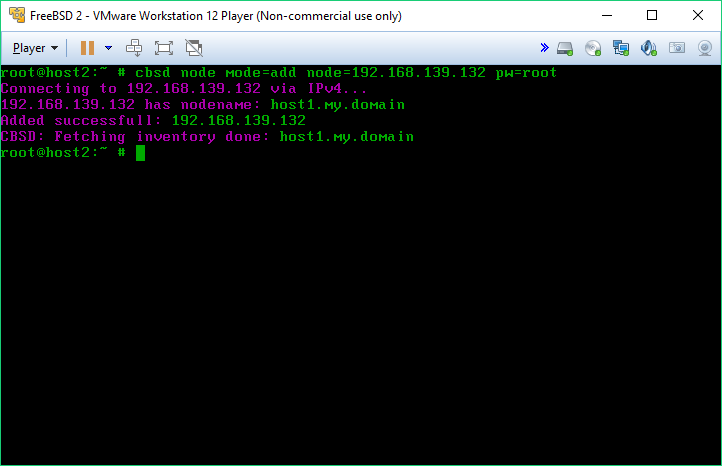 FreeBSD 2 - VMware Workstation 12 Player (Non-commercial use only)
Player
root@host2:~ # cbsd node mode=add node=192.168.139.132 pw=root
Connecting to 192.168.139.132 via IPv4...
192.168.139.132 has nodename: host1.my.domain
Added successfull: 192.168.139.132
CBSD: Fetching inventory done: host1.my.domain
root@host2:~ #